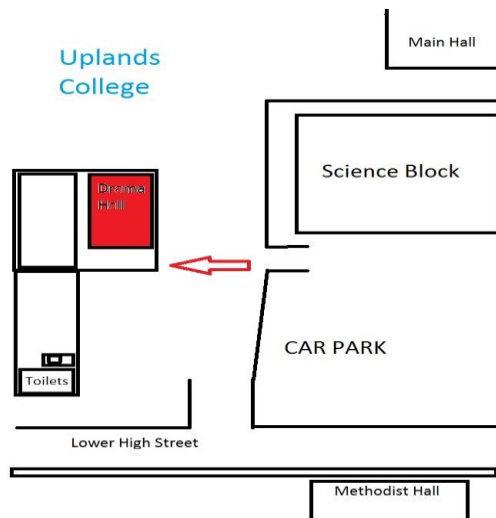 Main Hall
Uplands
College
Science Block
Drama
Hall
CAR PARK
Toilets
Lower High Street
Methodist Hall